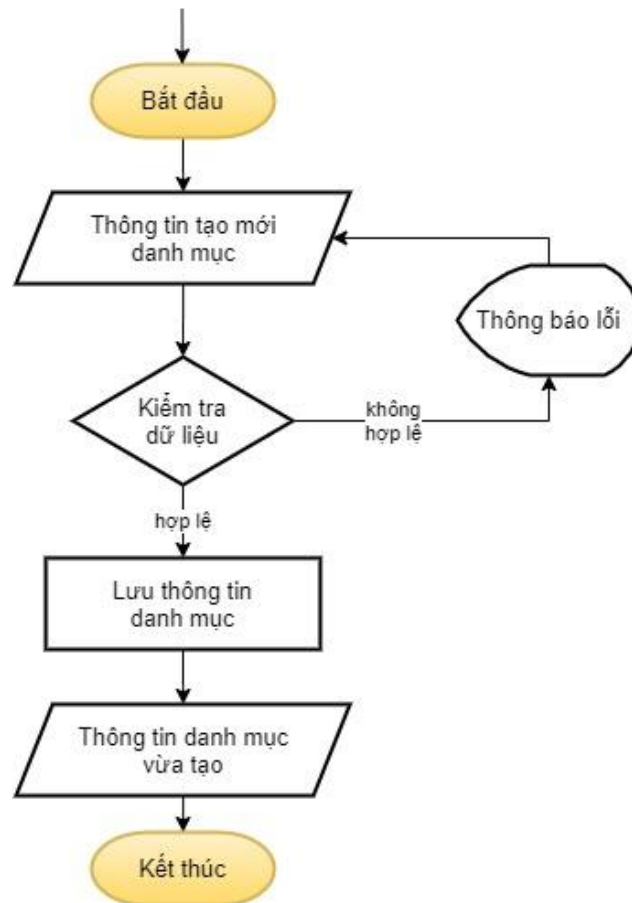 Bắt đầu
Thông tin tạo mới
danh mục
Thông báo lỗi
Kiểm tra
dữ liệu
không
hợp lệ
hợp lệ
Lưu thông tin
danh mục
Thông tin danh mục
vừa tạo
Kết thúc